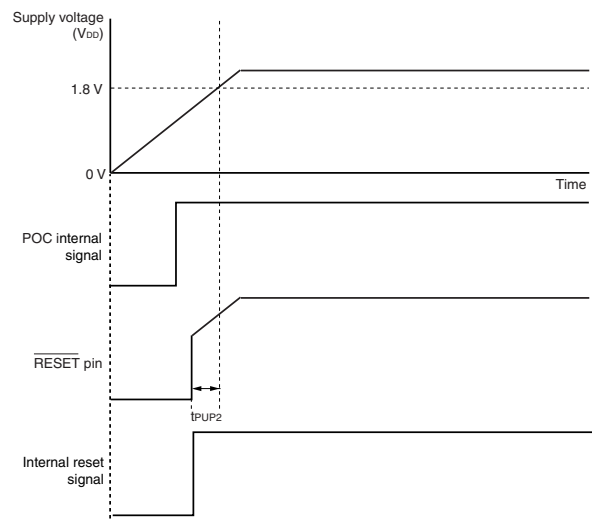 Supply voltage
(VDD)
1.8 V
0 V
Time
POC internal
signal
RESET pin
tPUP2
Internal reset
signal